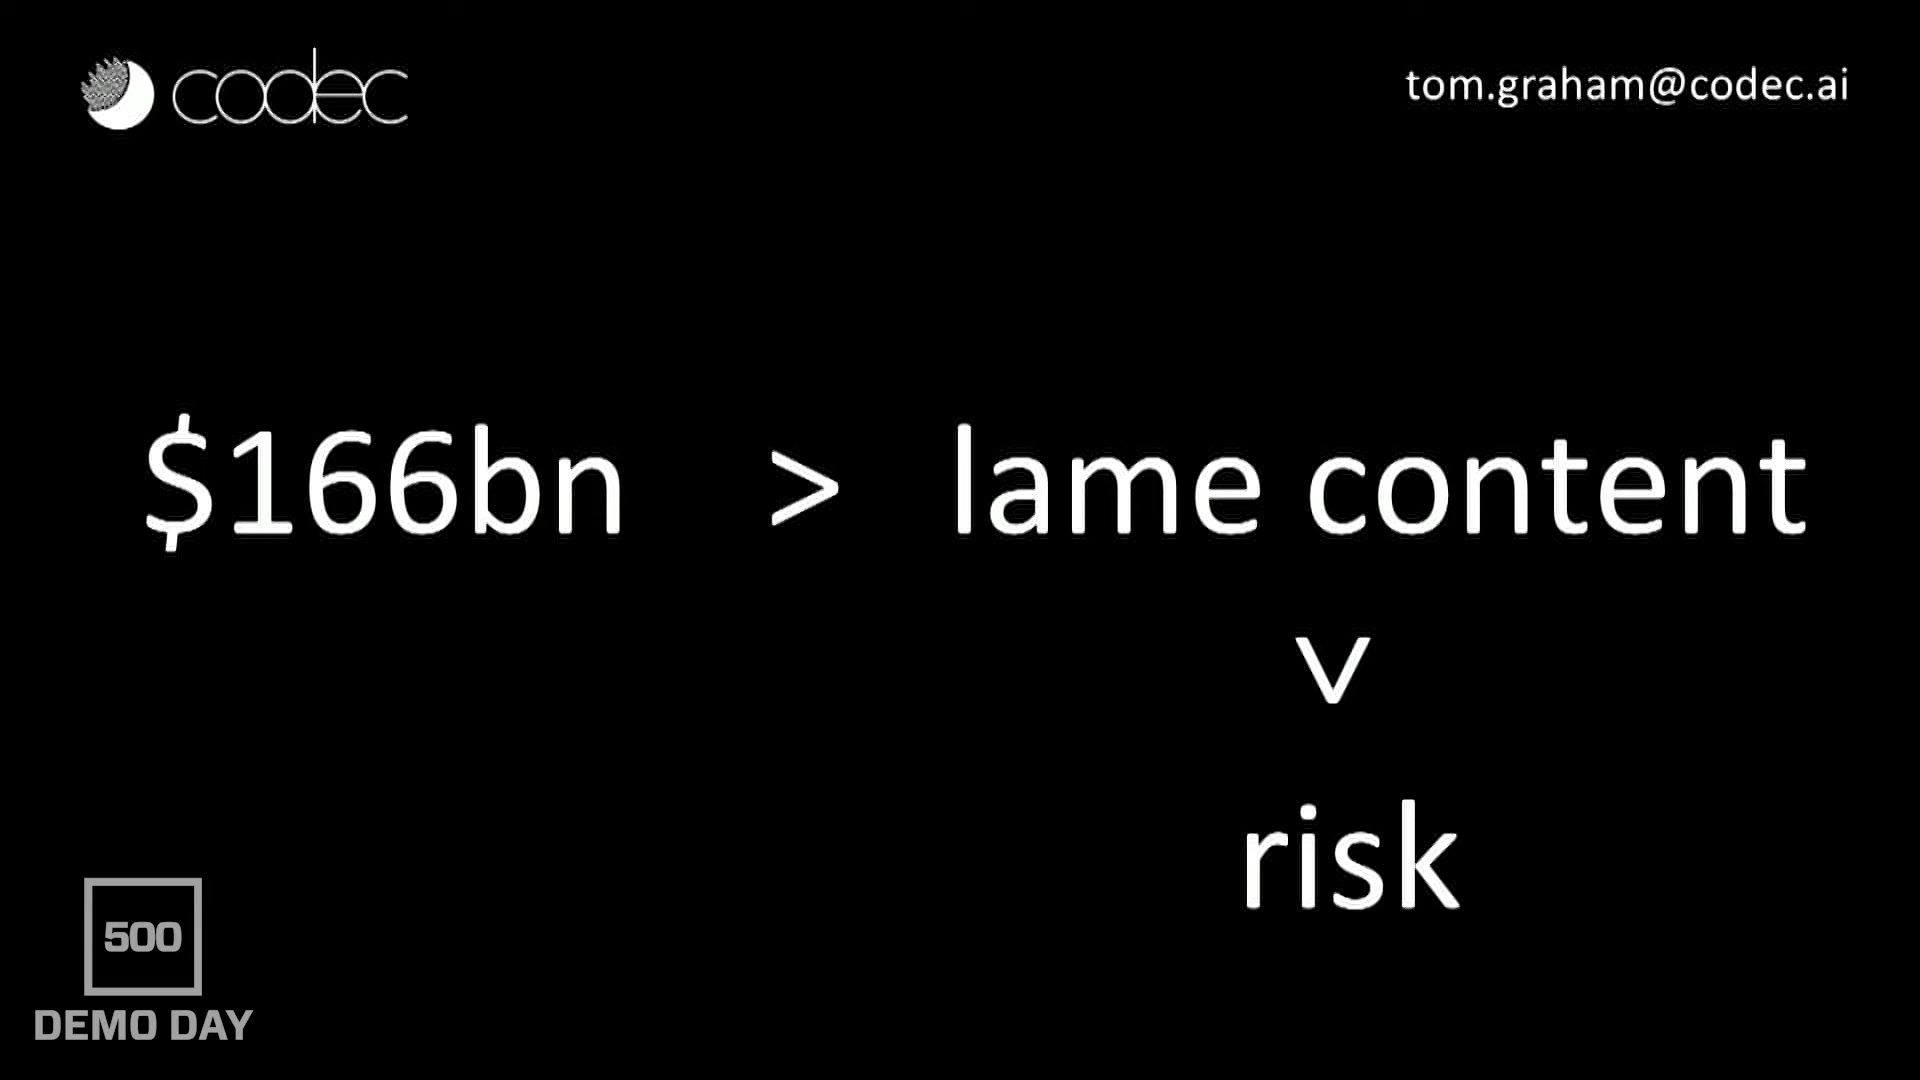 codec
tom.graham@codec.ai
$166bn > lame content
>
risk
500
DEMO DAY